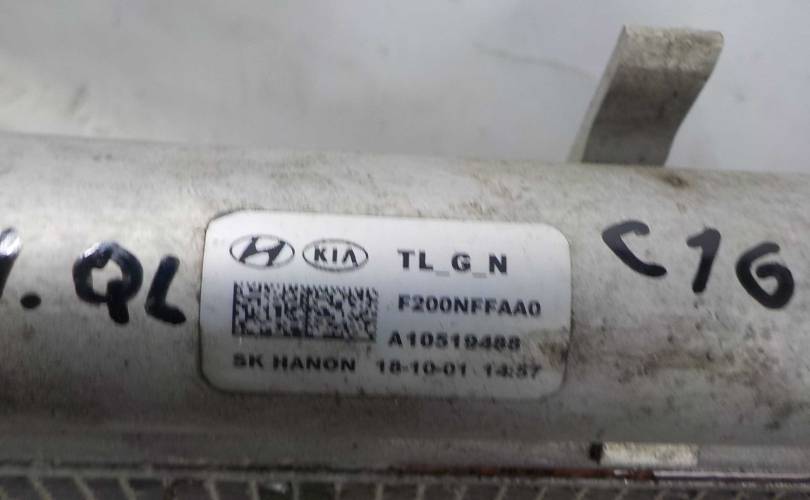 . QL
KIA TL_G_N
C16
F200NFFAA0
A10519488
SK HANON 18-10-01 14:57